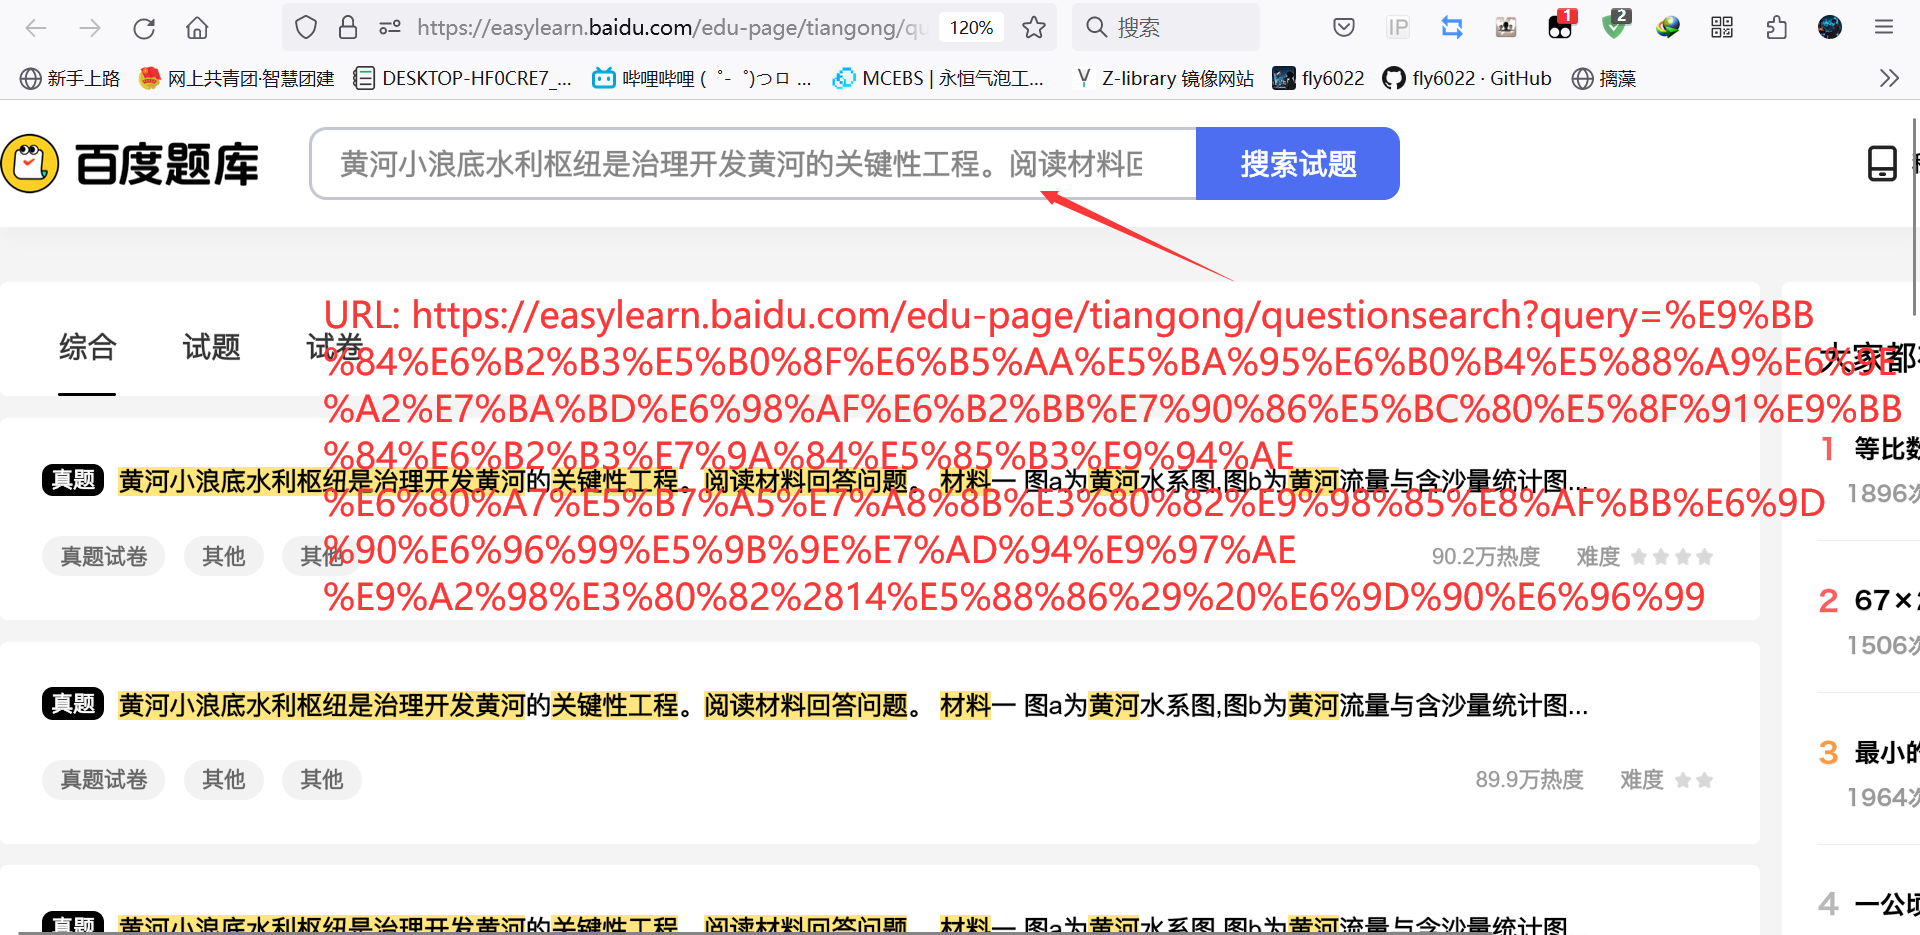 https://easylearn.baidu.com/edu-page/tiangong/qu
120%
搜索
IP
1
2
新手上路
网上共青团·智慧团建
DESKTOP-HF0CRE7_...
哔哩哔哩 ( ゜- ゜)つロ ...
MCEBS | 永恒气泡工...
Z-library 镜像网站
fly6022
fly6022 · GitHub
摛藻
百度题库
黄河小浪底水利枢纽是治理开发黄河的关键性工程。阅读材料回
搜索试题
URL: https://easylearn.baidu.com/edu-page/tiangong/questionsearch?query=%E9%BB
综合
试题
试卷
%84%E6%B2%B3%E5%B0%8F%E6%B5%AA%E5%BA%95%E6%B0%B4%E5%88%A9%E6%9E
大家都
%A2%E7%BA%BD%E6%98%AF%E6%B2%BB%E7%90%86%E5%BC%80%E5%8F%91%E9%BB
%84%E6%B2%B3%E7%9A%84%E5%85%B3%E9%94%AE
真题 黄河小浪底水利枢纽是治理开发黄河的关键性工程。阅读材料回答问题。 材料一 图a为黄河水系图,图b为黄河流量与含沙量统计图...
%E6%80%A7%E5%B7%A5%E7%A8%8B%E3%80%82%E9%98%85%E8%AF%BB%E6%9D
%90%E6%96%99%E5%9B%9E%E7%AD%94%E9%97%AE
真题试卷
其他
其他
90.2万热度
难度
%E9%A2%98%E3%80%82%2814%E5%88%86%29%20%E6%9D%90%E6%96%99
真题 黄河小浪底水利枢纽是治理开发黄河的关键性工程。阅读材料回答问题。 材料一 图a为黄河水系图,图b为黄河流量与含沙量统计图...
真题试卷
其他
其他
89.9万热度
难度
真题 黄河小浪底水利枢纽是治理开发黄河的关键性工程。阅读材料回答问题。 材料一 图a为黄河水系图,图b为黄河流量与含沙量统计图
1 等比数
1896次
2 67×
1506次
3 最小的
1964次
4 一公顷